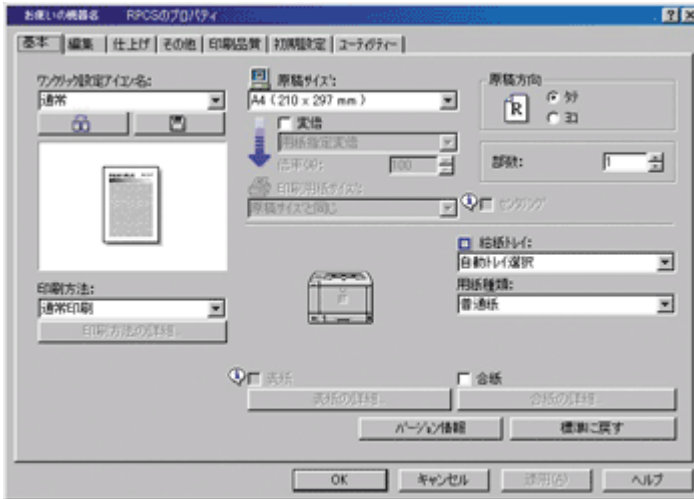 お使いの機器名 RPCSのプロパティ
基本 編集 仕上げ その他 印刷品質 初期設定 ユーティリティー
ワンクリック設定アイコン名:
通常
原稿サイズ:
A4 (210 x 297 mm)
変倍
用紙指定変倍
倍率(%): 100
印刷用紙サイズ:
原稿サイズと同じ
原稿方向
R
タテ
ヨコ
部数: 1
センタリング
給紙トレイ:
自動トレイ選択
用紙種類:
普通紙
印刷方法:
通常印刷
印刷方法の詳細...
表紙
表紙の詳細...
合紙
合紙の詳細...
バージョン情報 標準に戻す
OK キャンセル 適用(A) ヘルプ